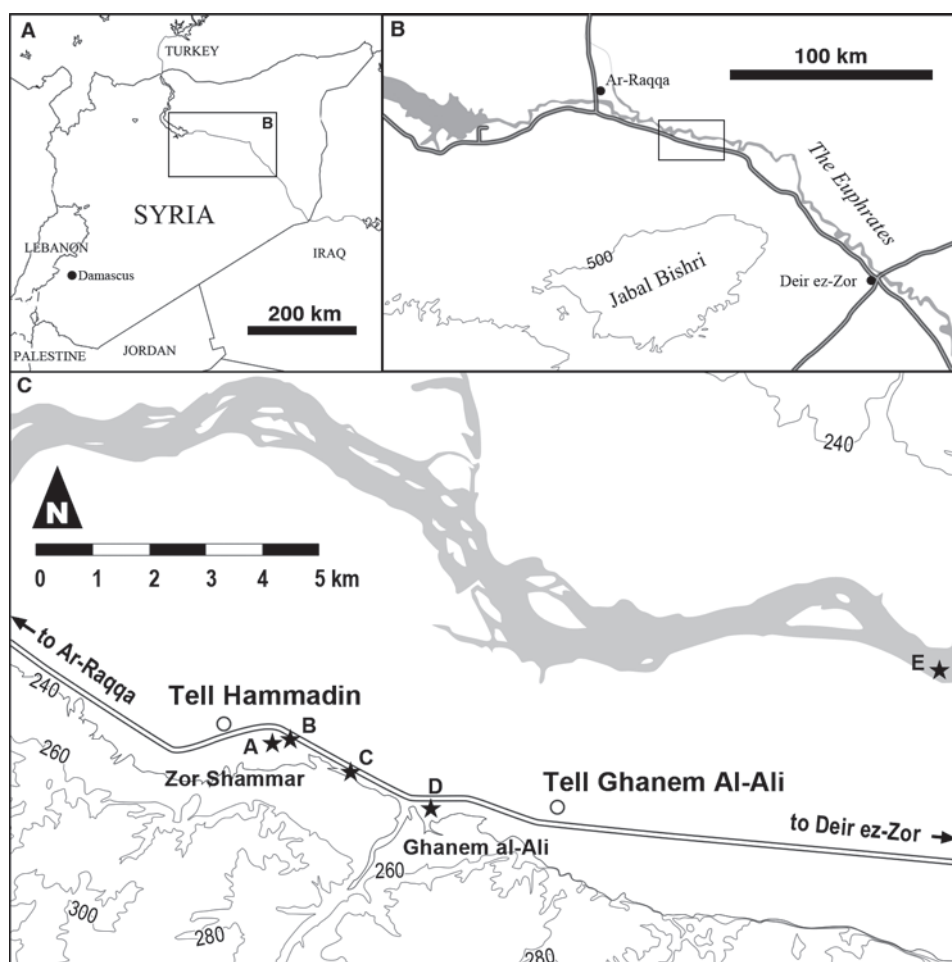 A
TURKEY
B
SYRIA
LEBANON
Damascus
IRAQ
200 km
PALESTINE
JORDAN
B
100 km
Ar-Raqqa
The Euphrates
500
Jabal Bishri
Deir ez-Zor
C
240
N
0 1 2 3 4 5 km
E
to Ar-Raqqa
240
Tell Hammadin
B
A
260
Zor Shammar
C
D
Tell Ghanem Al-Ali
to Deir ez-Zor
Ghanem al-Ali
260
300
280
280